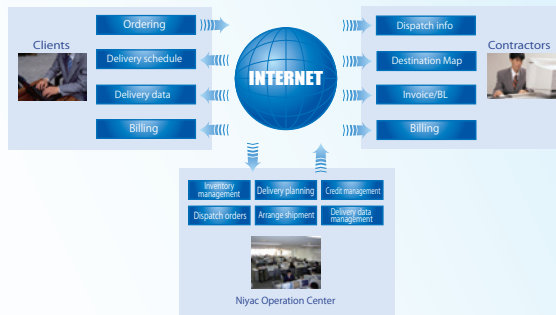 Clients
Ordering
Delivery schedule
Delivery data
Billing
INTERNET
Contractors
Dispatch info
Destination Map
Invoice/BL
Billing
Inventory
management
Delivery planning
Credit management
Dispatch orders
Arrange shipment
Delivery data
management
Niyac Operation Center